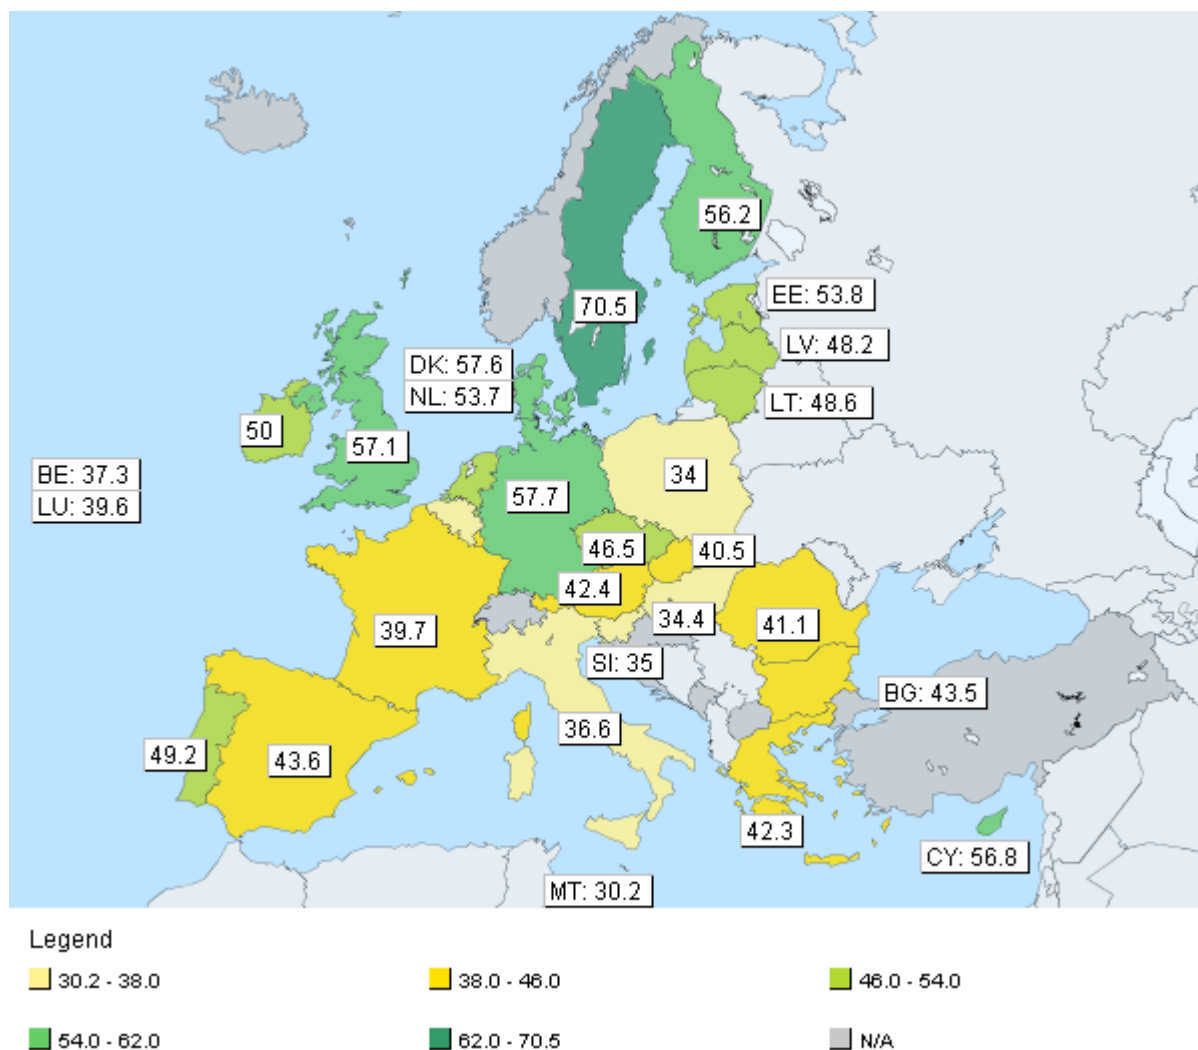 56.2
EE: 53.8
70.5
LV: 48.2
DK: 57.6
NL: 53.7
LT: 48.6
50
57.1
BE: 37.3
LU: 39.6
34
57.7
46.5
40.5
42.4
39.7
34.4
41.1
SI: 35
BG: 43.5
36.6
49.2
43.6
42.3
CY: 56.8
MT: 30.2
Legend
30.2 - 38.0
38.0 - 46.0
46.0 - 54.0
54.0 - 62.0
62.0 - 70.5
N/A